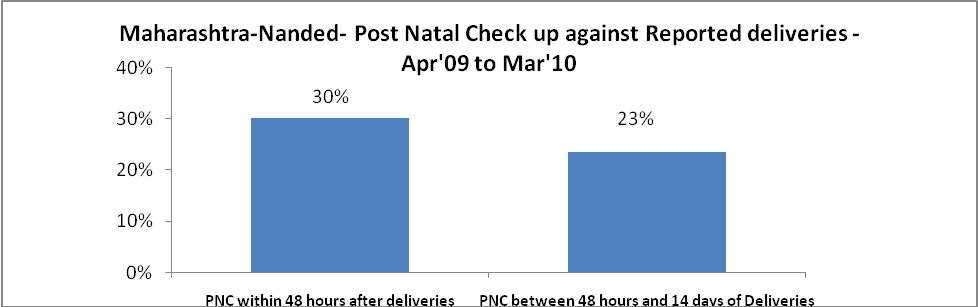 Maharashtra-Nanded- Post Natal Check up against Reported deliveries -
Apr'09 to Mar'10
40%
30%
20%
10%
0%
30%
23%
PNC within 48 hours after deliveries
PNC between 48 hours and 14 days of Deliveries